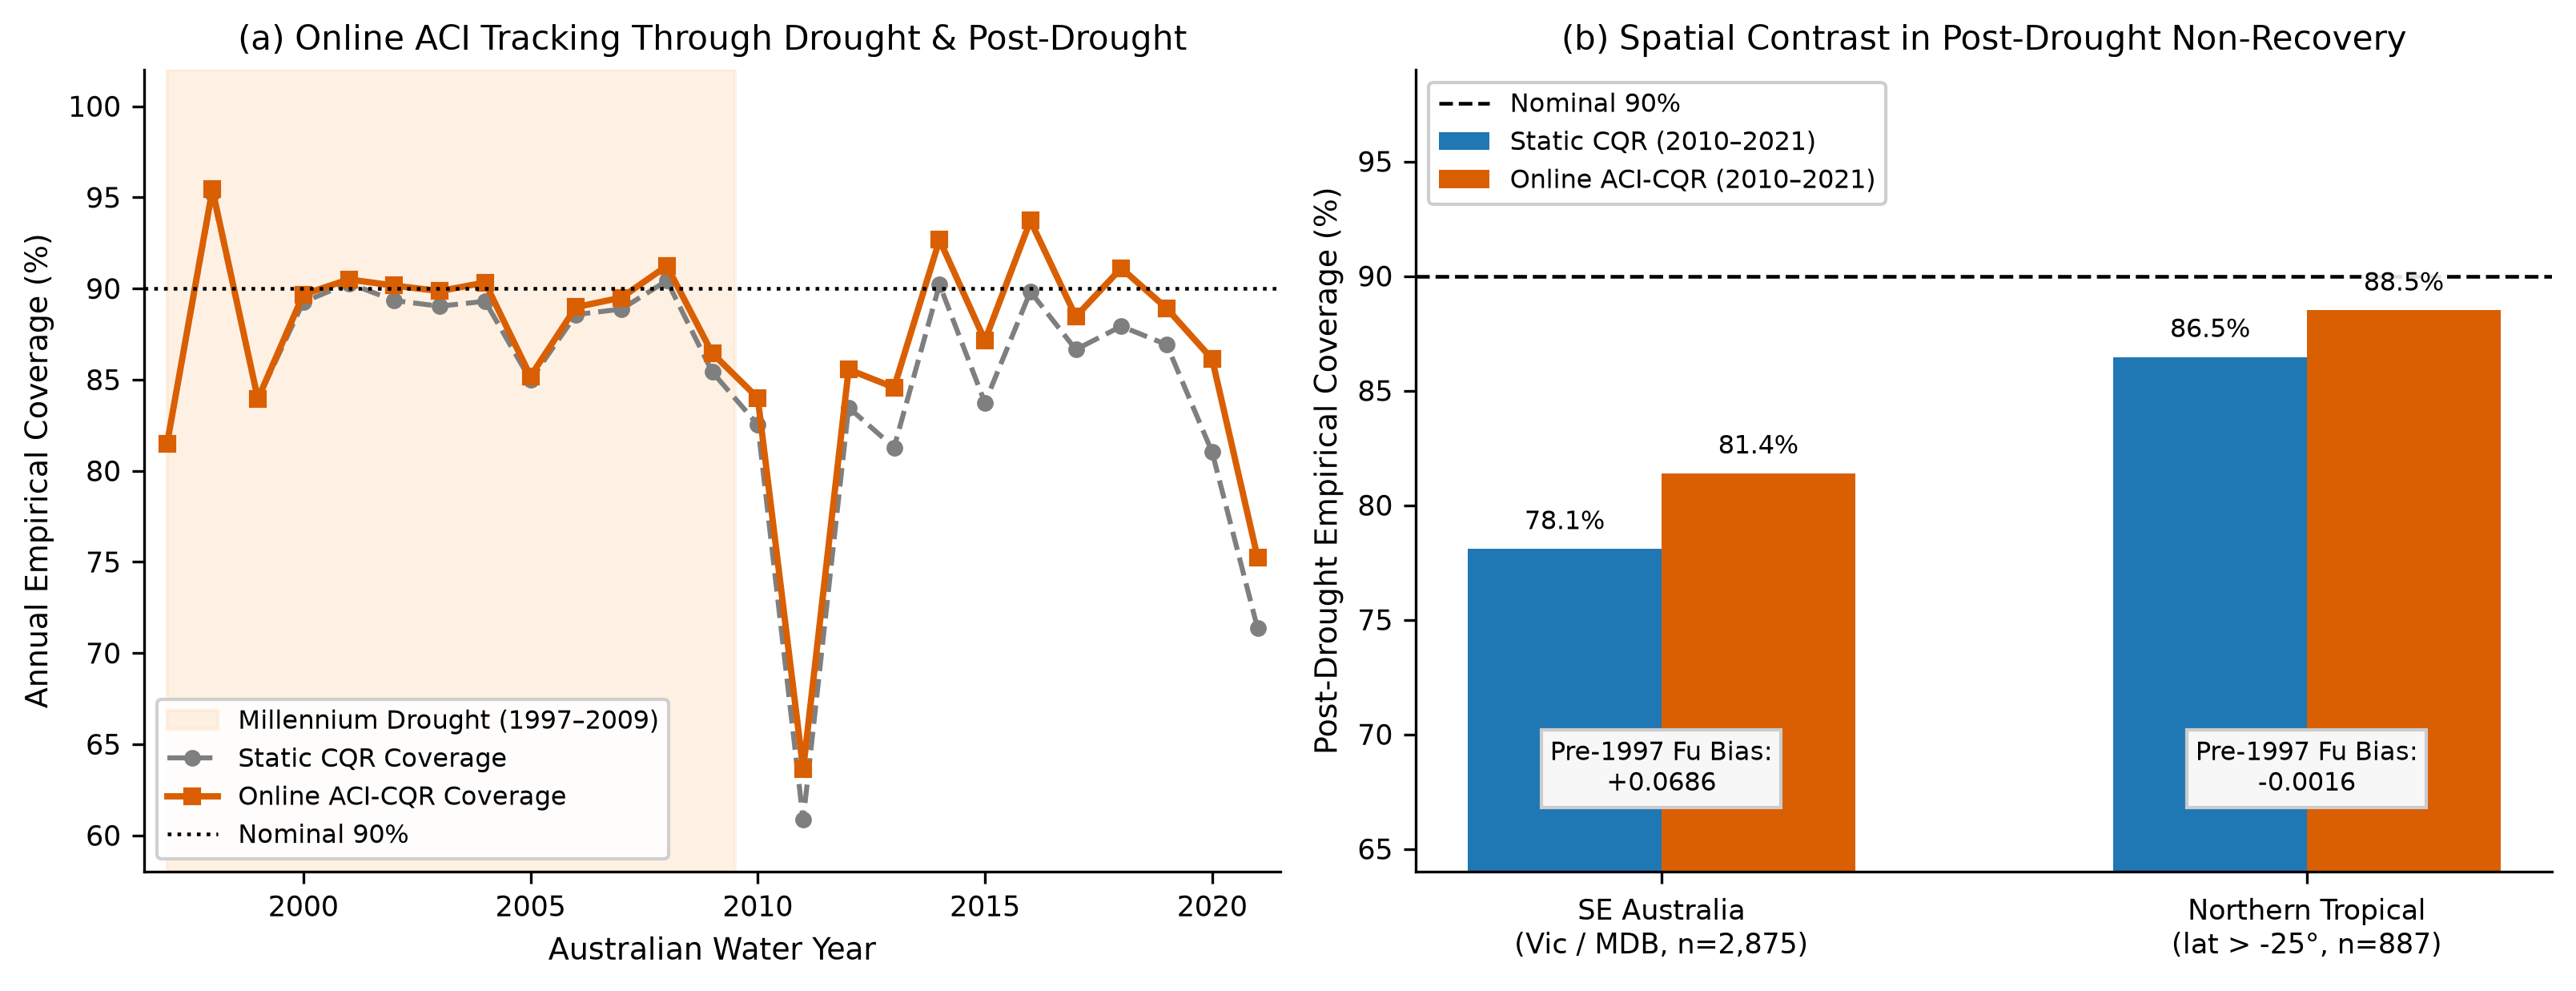 (a) Online ACI Tracking Through Drought & Post-Drought
Annual Empirical Coverage (%)
100
95
90
85
80
75
70
65
60
Millennium Drought (1997–2009)
Static CQR Coverage
Online ACI-CQR Coverage
Nominal 90%
2000
2005
2010
2015
2020
Australian Water Year
(b) Spatial Contrast in Post-Drought Non-Recovery
Post-Drought Empirical Coverage (%)
95
90
85
80
75
70
65
Nominal 90%
Static CQR (2010–2021)
Online ACI-CQR (2010–2021)
78.1%
81.4%
86.5%
88.5%
Pre-1997 Fu Bias:
+0.0686
Pre-1997 Fu Bias:
-0.0016
SE Australia
(Vic / MDB, n=2,875)
Northern Tropical
(lat > -25°, n=887)